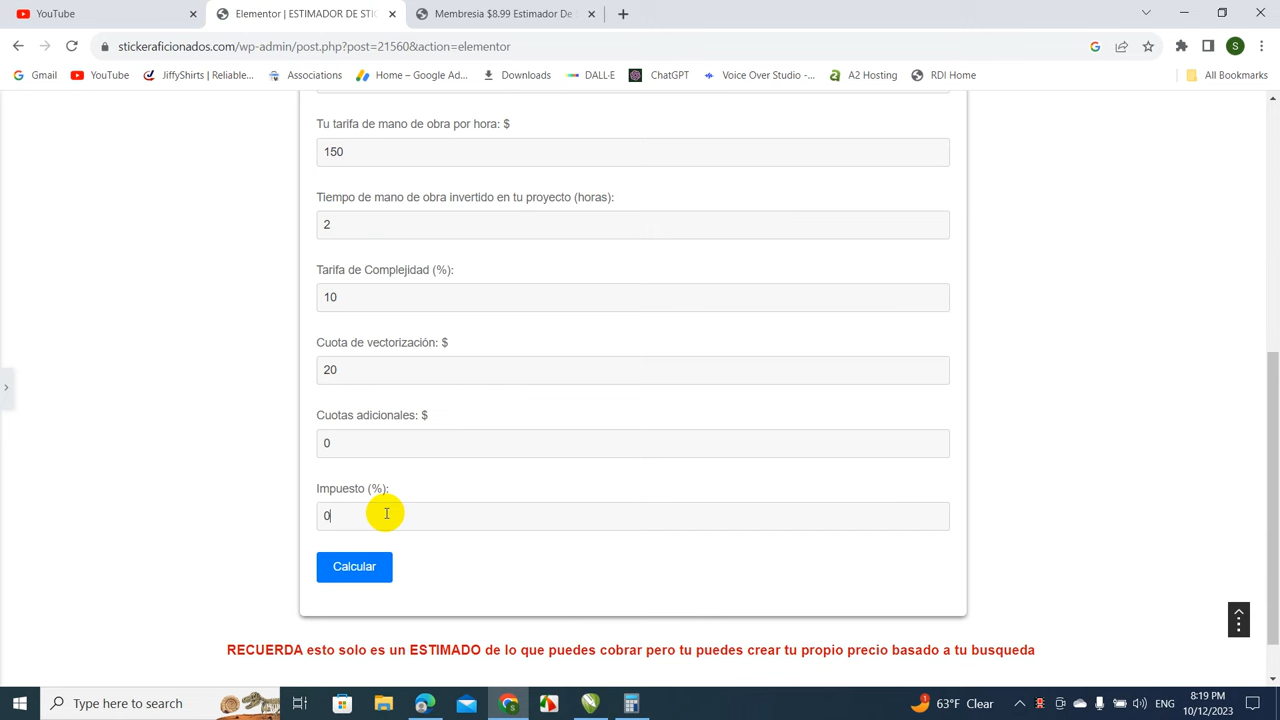 YouTube
Elementor | ESTIMADOR DE STIC
Membresia $8.99 Estimador De S
stickeraficionados.com/wp-admin/post.php?post=21560&action=elementor
S
Gmail
YouTube
JiffyShirts | Reliable...
Associations
Home – Google Ad...
Downloads
DALL·E
ChatGPT
Voice Over Studio -...
A2 Hosting
RDI Home
All Bookmarks
Tu tarifa de mano de obra por hora: $
150
Tiempo de mano de obra invertido en tu proyecto (horas):
2
Tarifa de Complejidad (%):
10
Cuota de vectorización: $
20
Cuotas adicionales: $
0
Impuesto (%):
0
Calcular
RECUERDA esto solo es un ESTIMADO de lo que puedes cobrar pero tu puedes crear tu propio precio basado a tu busqueda
Type here to search
63°F Clear
ENG
8:19 PM
10/12/2023